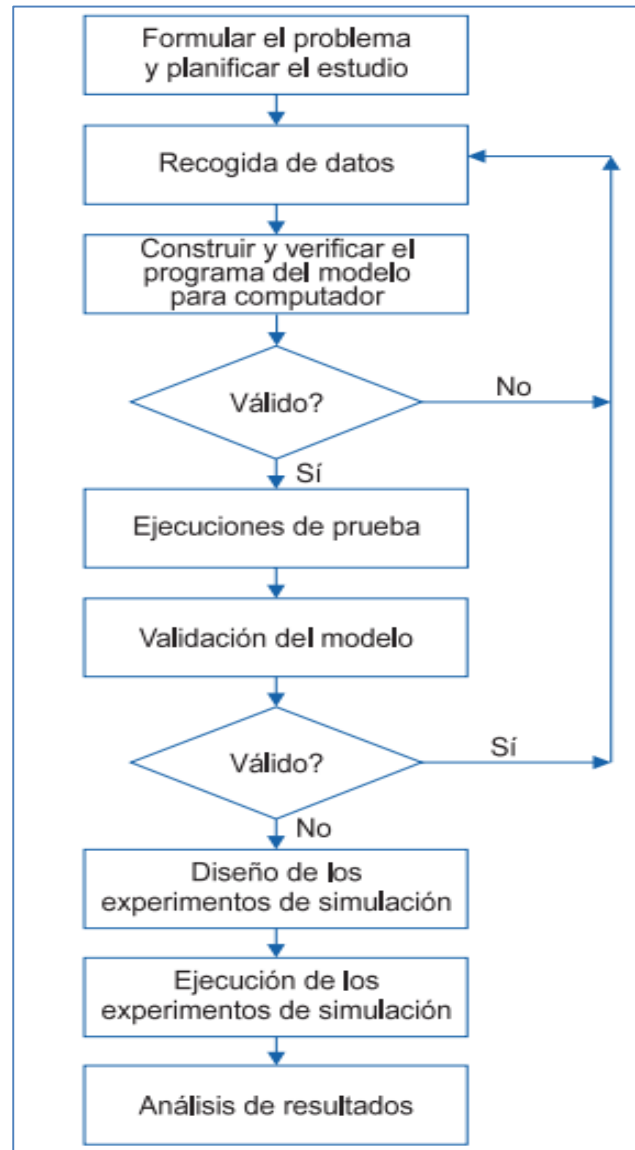 Formular el problema
y planificar el estudio
Recogida de datos
Construir y verificar el
programa del modelo
para computador
Válido?
No
Sí
Ejecuciones de prueba
Validación del modelo
Válido?
Sí
No
Diseño de los
experimentos de simulación
Ejecución de los
experimentos de simulación
Análisis de resultados